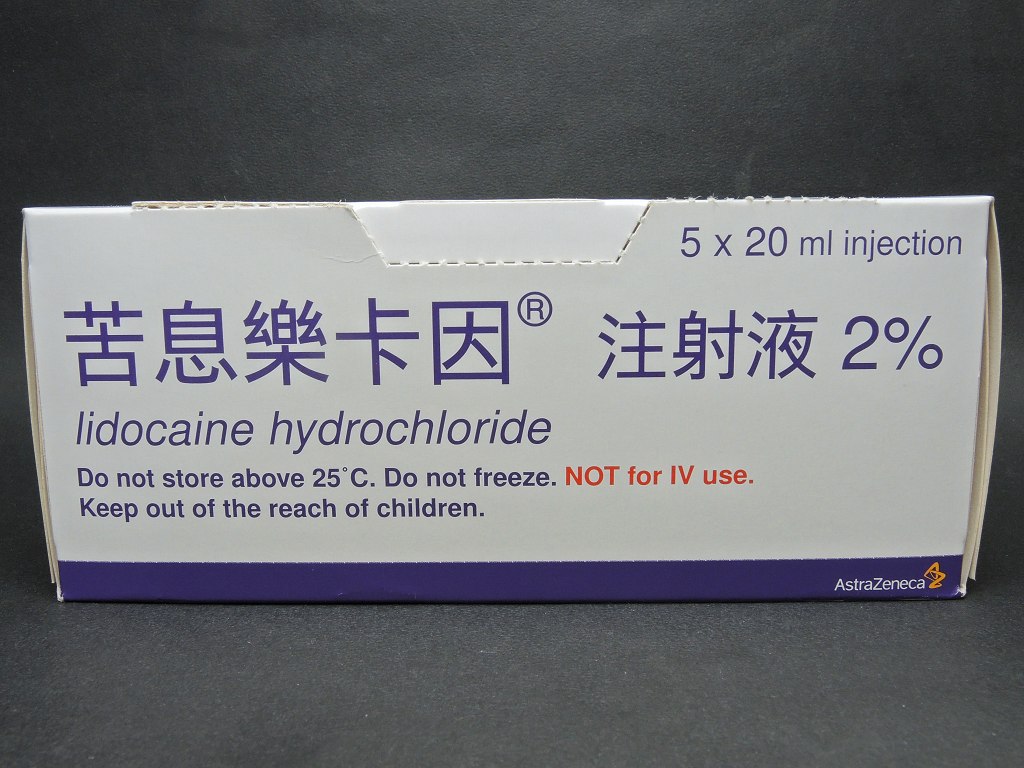 5 x 20 ml injection
苦息樂卡因® 注射液 2%
lidocaine hydrochloride
Do not store above 25°C. Do not freeze. NOT for IV use.
Keep out of the reach of children.
AstraZeneca